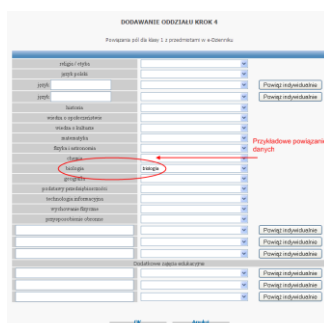 DODAWANIE ODDZIAŁU KROK 4
Powiązania pól dla klasy 1 z przedmiotami w e-Dzienniku
religia / etyka
język polski
język
Powiąż indywidualnie
język
Powiąż indywidualnie
historia
wiedza o społeczeństwie
wiedza o kulturze
matematyka
fizyka i astronomia
Przykładowe powiązanie danych
chemia
biologia
biologia
geografia
podstawy przedsiębiorczości
technologia informacyjna
wychowanie fizyczne
przysposobienie obronne
Powiąż indywidualnie
Powiąż indywidualnie
Powiąż indywidualnie
Dodatkowe zajęcia edukacyjne
Powiąż indywidualnie
Powiąż indywidualnie
Powiąż indywidualnie
OK
Anuluj